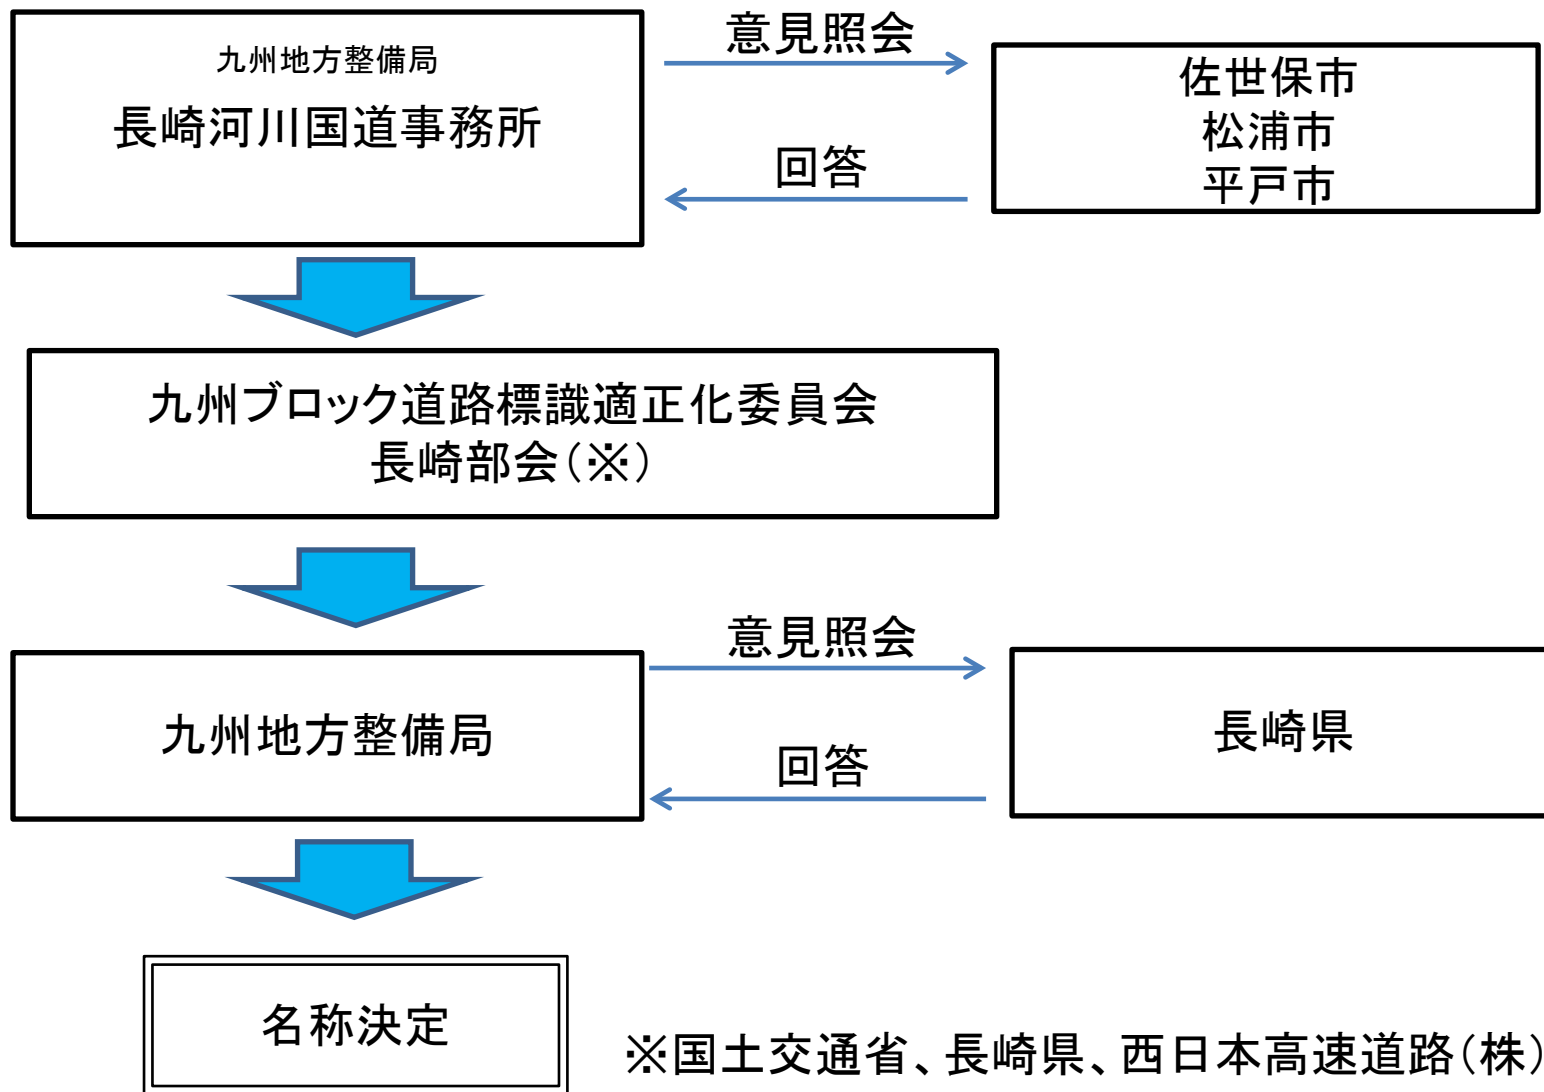 九州地方整備局
長崎河川国道事務所
意見照会
回答
佐世保市
松浦市
平戸市
九州ブロック道路標識適正化委員会
長崎部会(※)
九州地方整備局
意見照会
回答
長崎県
名称決定
※国土交通省、長崎県、西日本高速道路(株)